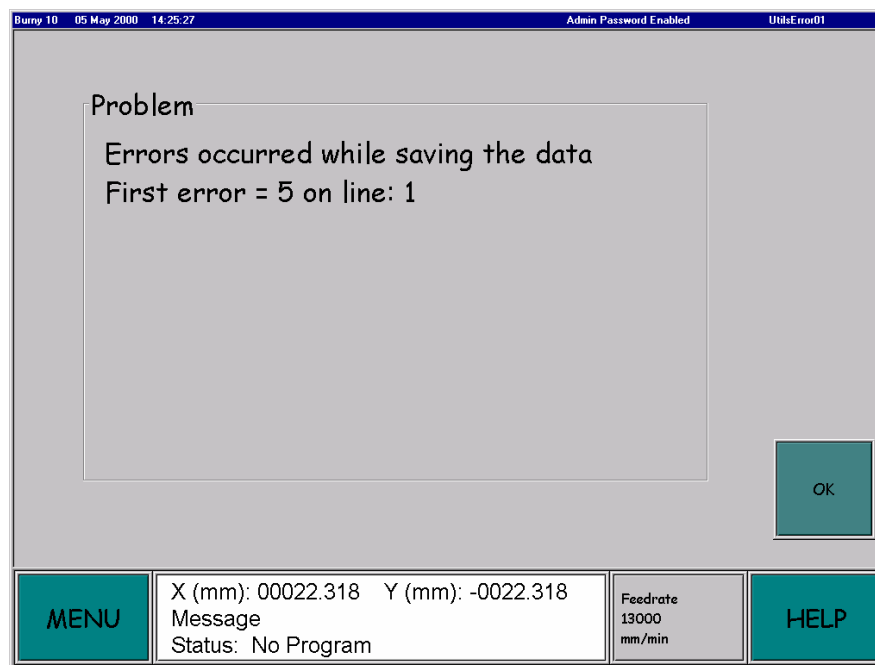 Burny 10 05 May 2000 14:25:27 Admin Password Enabled UtilsError01
Problem
Errors occurred while saving the data
First error = 5 on line: 1
OK
MENU
X (mm): 00022.318 Y (mm): -0022.318
Message
Status: No Program
Feedrate
13000
mm/min
HELP